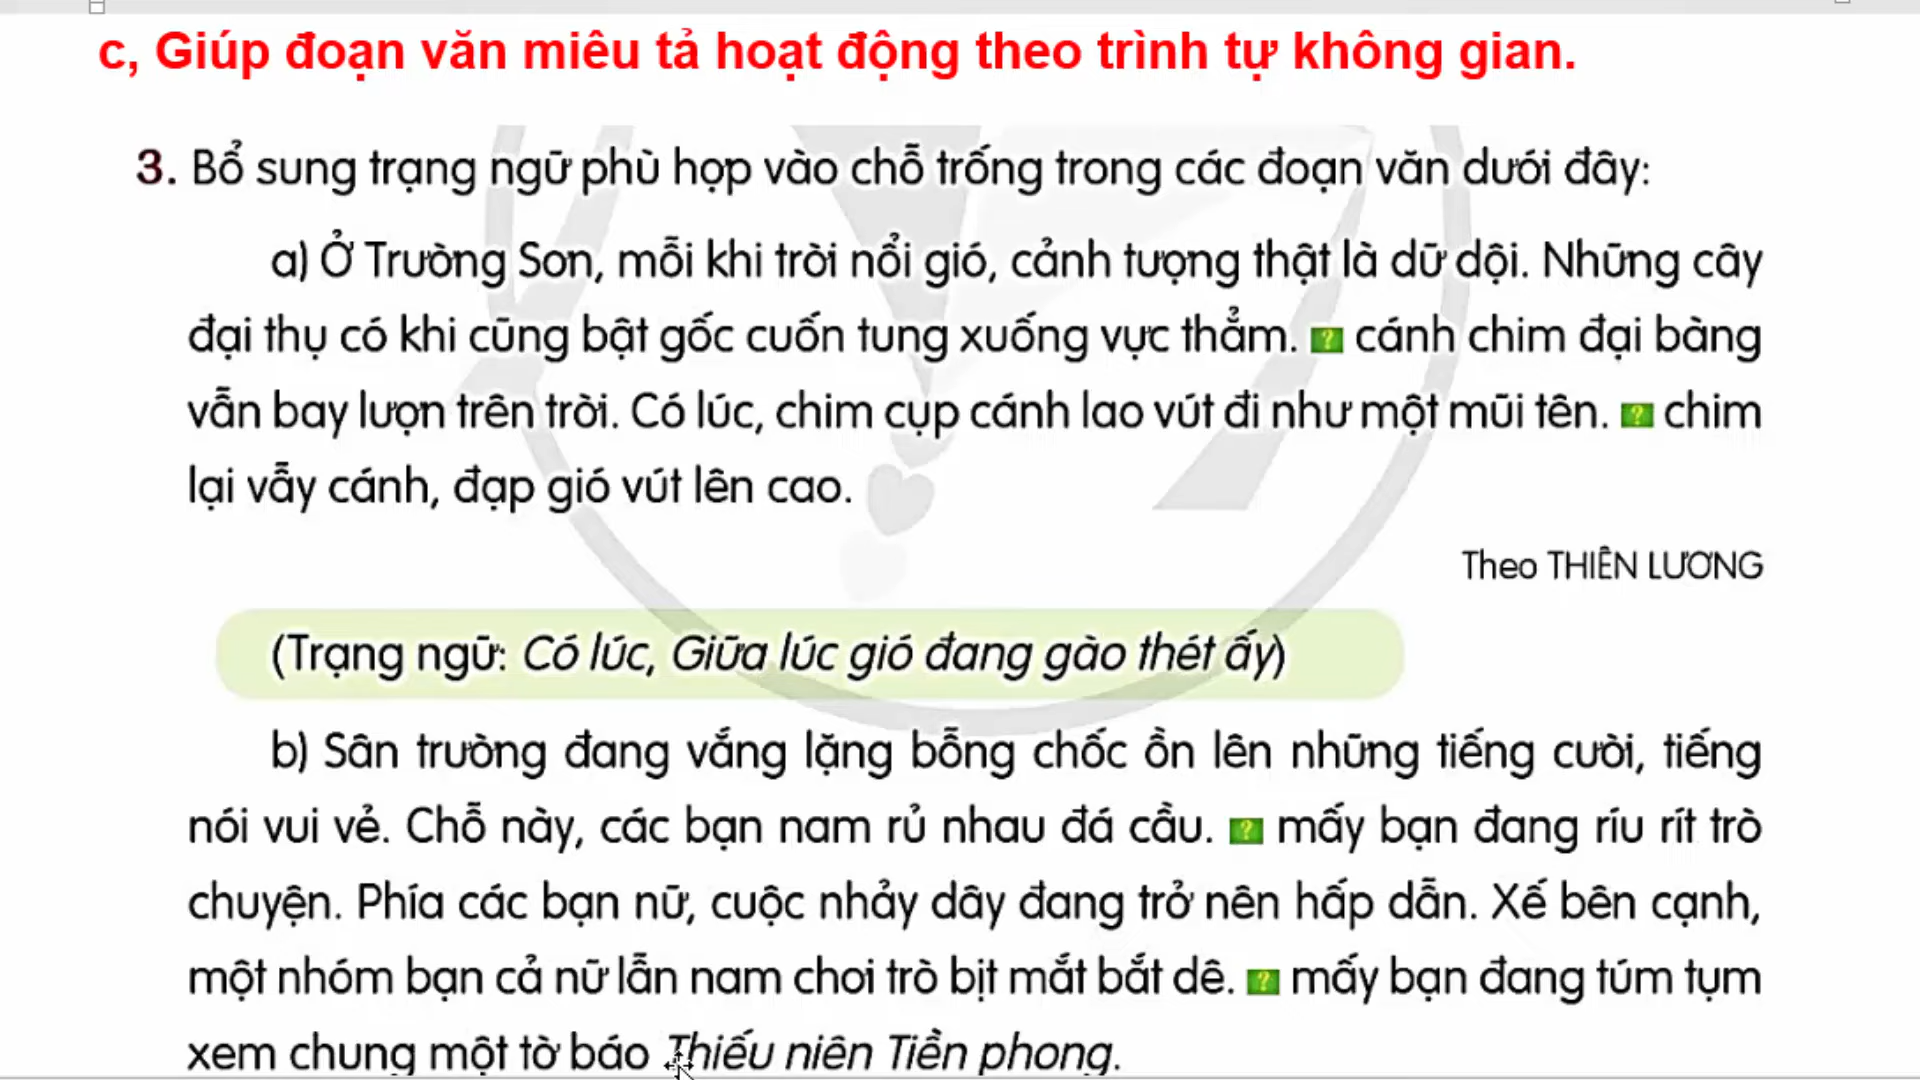 c, Giúp đoạn văn miêu tả hoạt động theo trình tự không gian.
3. Bổ sung trạng ngữ phù hợp vào chỗ trống trong các đoạn văn dưới đây:
a) Ở Trường Sơn, mỗi khi trời nổi gió, cảnh tượng thật là dữ dội. Những cây
đại thụ có khi cũng bật gốc cuốn tung xuống vực thẳm. ? cánh chim đại bàng
vẫn bay lượn trên trời. Có lúc, chim cụp cánh lao vút đi như một mũi tên. ? chim
lại vẫy cánh, đạp gió vút lên cao.
Theo THIÊN LƯƠNG
(Trạng ngữ: Có lúc, Giữa lúc gió đang gào thét ấy)
b) Sân trường đang vắng lặng bỗng chốc ồn lên những tiếng cười, tiếng
nói vui vẻ. Chỗ này, các bạn nam rủ nhau đá cầu. ? mấy bạn đang ríu rít trò
chuyện. Phía các bạn nữ, cuộc nhảy dây đang trở nên hấp dẫn. Xế bên cạnh,
một nhóm bạn cả nữ lẫn nam chơi trò bịt mắt bắt dê. ? mấy bạn đang túm tụm
xem chung một tờ báo Thiếu niên Tiền phong.